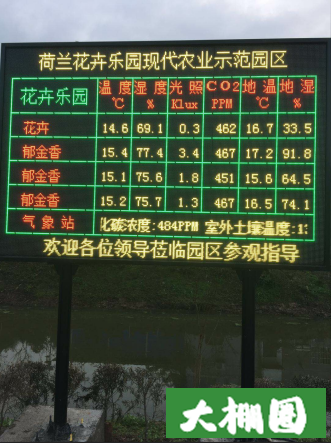 荷兰花卉乐园现代农业示范园区
花卉乐园 温度℃ 湿度% 光照Klux CO2PPM 地温℃ 地湿%
花卉 14.6 69.1 0.3 462 16.7 33.5
郁金香 15.4 77.4 3.4 467 17.2 91.8
郁金香 15.1 75.6 1.8 451 15.6 64.5
郁金香 15.2 75.7 1.3 467 16.5 74.1
气象站 化碳浓度:484PPM 室外土壤温度:1
欢迎各位领导莅临园区参观指导
大棚圈